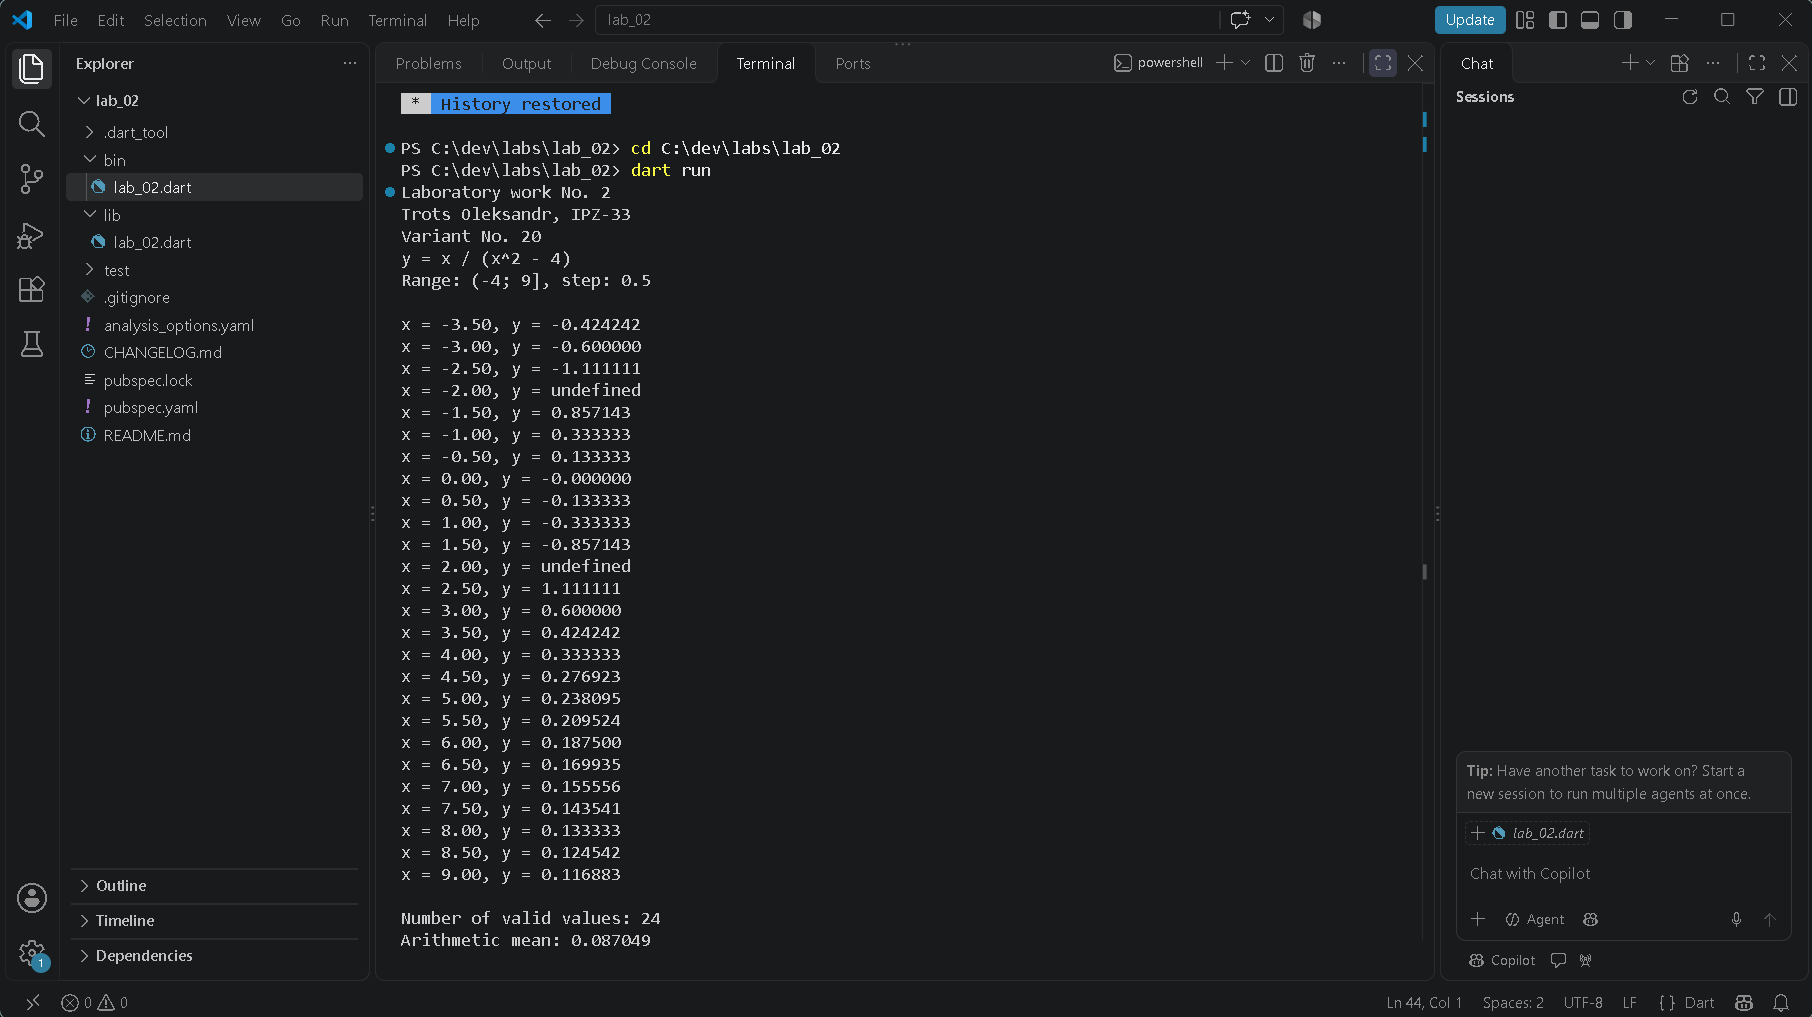 File Edit Selection View Go Run Terminal Help
lab_02
Update
Explorer
lab_02
.dart_tool
bin
lab_02.dart
lib
lab_02.dart
test
.gitignore
! analysis_options.yaml
CHANGELOG.md
pubspec.lock
! pubspec.yaml
README.md
Outline
Timeline
Dependencies
1
Problems Output Debug Console Terminal Ports
powershell
* History restored
PS C:\dev\labs\lab_02> cd C:\dev\labs\lab_02
PS C:\dev\labs\lab_02> dart run
Laboratory work No. 2
Trots Oleksandr, IPZ-33
Variant No. 20
y = x / (x^2 - 4)
Range: (-4; 9], step: 0.5
x = -3.50, y = -0.424242
x = -3.00, y = -0.600000
x = -2.50, y = -1.111111
x = -2.00, y = undefined
x = -1.50, y = 0.857143
x = -1.00, y = 0.333333
x = -0.50, y = 0.133333
x = 0.00, y = -0.000000
x = 0.50, y = -0.133333
x = 1.00, y = -0.333333
x = 1.50, y = -0.857143
x = 2.00, y = undefined
x = 2.50, y = 1.111111
x = 3.00, y = 0.600000
x = 3.50, y = 0.424242
x = 4.00, y = 0.333333
x = 4.50, y = 0.276923
x = 5.00, y = 0.238095
x = 5.50, y = 0.209524
x = 6.00, y = 0.187500
x = 6.50, y = 0.169935
x = 7.00, y = 0.155556
x = 7.50, y = 0.143541
x = 8.00, y = 0.133333
x = 8.50, y = 0.124542
x = 9.00, y = 0.116883
Number of valid values: 24
Arithmetic mean: 0.087049
Chat
Sessions
Tip: Have another task to work on? Start a
new session to run multiple agents at once.
lab_02.dart
Chat with Copilot
Agent
Copilot
0 0
Ln 44, Col 1 Spaces: 2 UTF-8 LF {} Dart